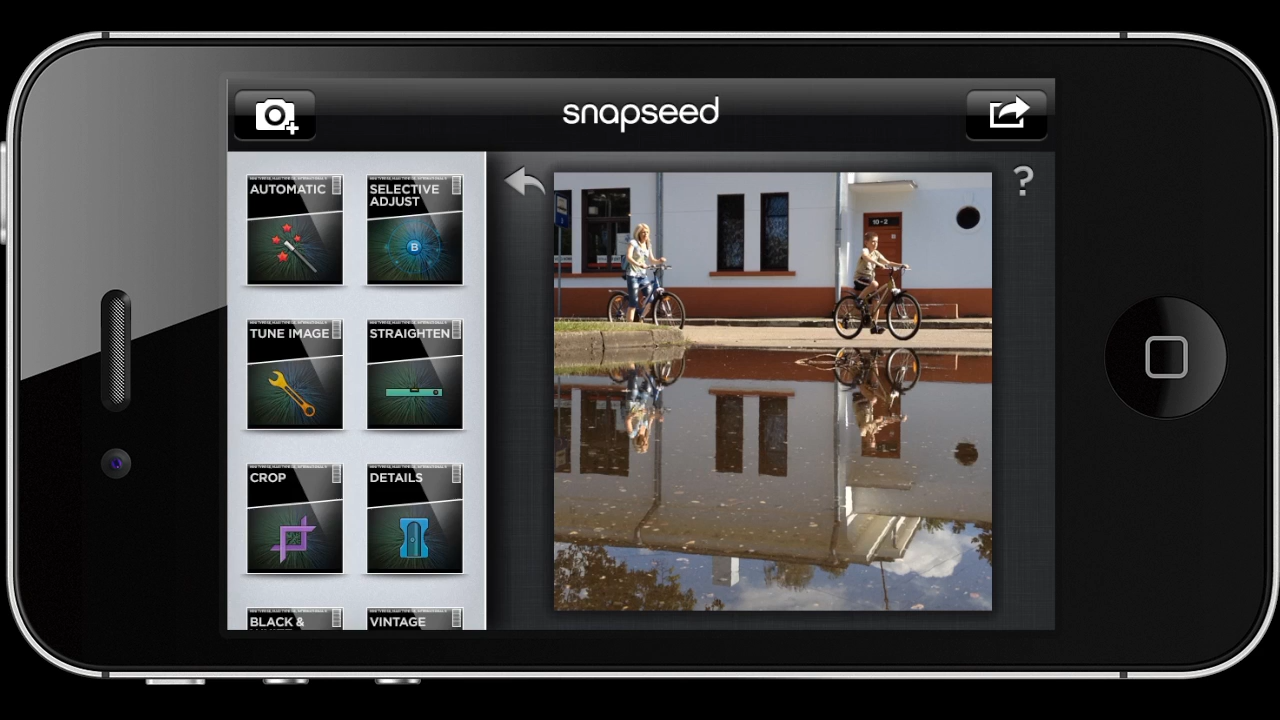 snapseed
?
AUTOMATIC
SELECTIVE
ADJUST
B
TUNE IMAGE
STRAIGHTEN
CROP
DETAILS
BLACK &
VINTAGE